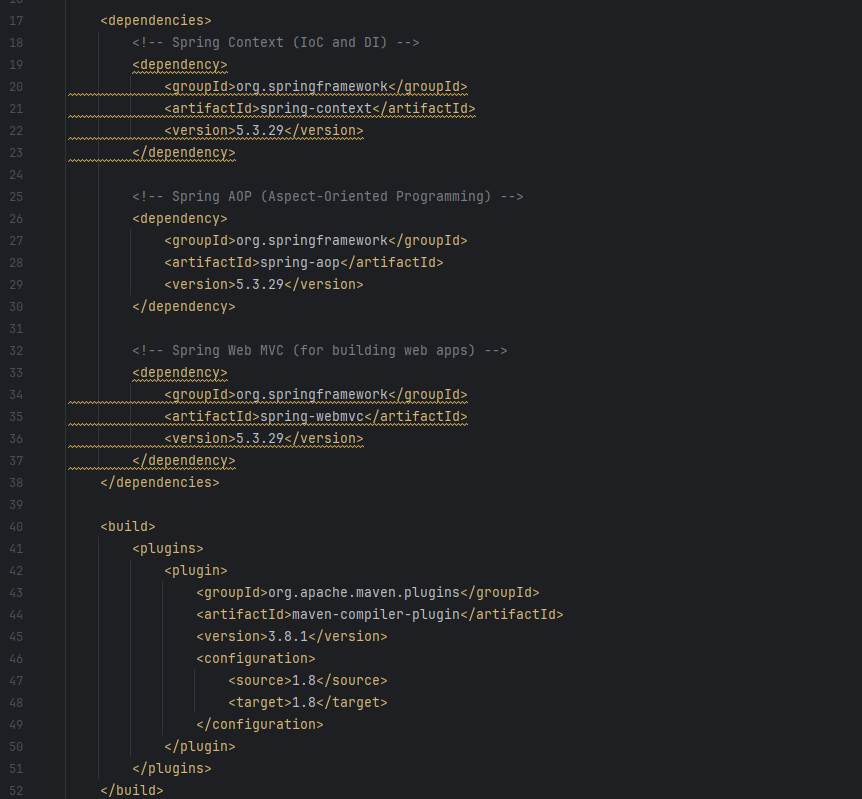 17 <dependencies>
18 <!-- Spring Context (IoC and DI) -->
19 <dependency>
20 <groupId>org.springframework</groupId>
21 <artifactId>spring-context</artifactId>
22 <version>5.3.29</version>
23 </dependency>
24
25 <!-- Spring AOP (Aspect-Oriented Programming) -->
26 <dependency>
27 <groupId>org.springframework</groupId>
28 <artifactId>spring-aop</artifactId>
29 <version>5.3.29</version>
30 </dependency>
31
32 <!-- Spring Web MVC (for building web apps) -->
33 <dependency>
34 <groupId>org.springframework</groupId>
35 <artifactId>spring-webmvc</artifactId>
36 <version>5.3.29</version>
37 </dependency>
38 </dependencies>
39
40 <build>
41 <plugins>
42 <plugin>
43 <groupId>org.apache.maven.plugins</groupId>
44 <artifactId>maven-compiler-plugin</artifactId>
45 <version>3.8.1</version>
46 <configuration>
47 <source>1.8</source>
48 <target>1.8</target>
49 </configuration>
50 </plugin>
51 </plugins>
52 </build>